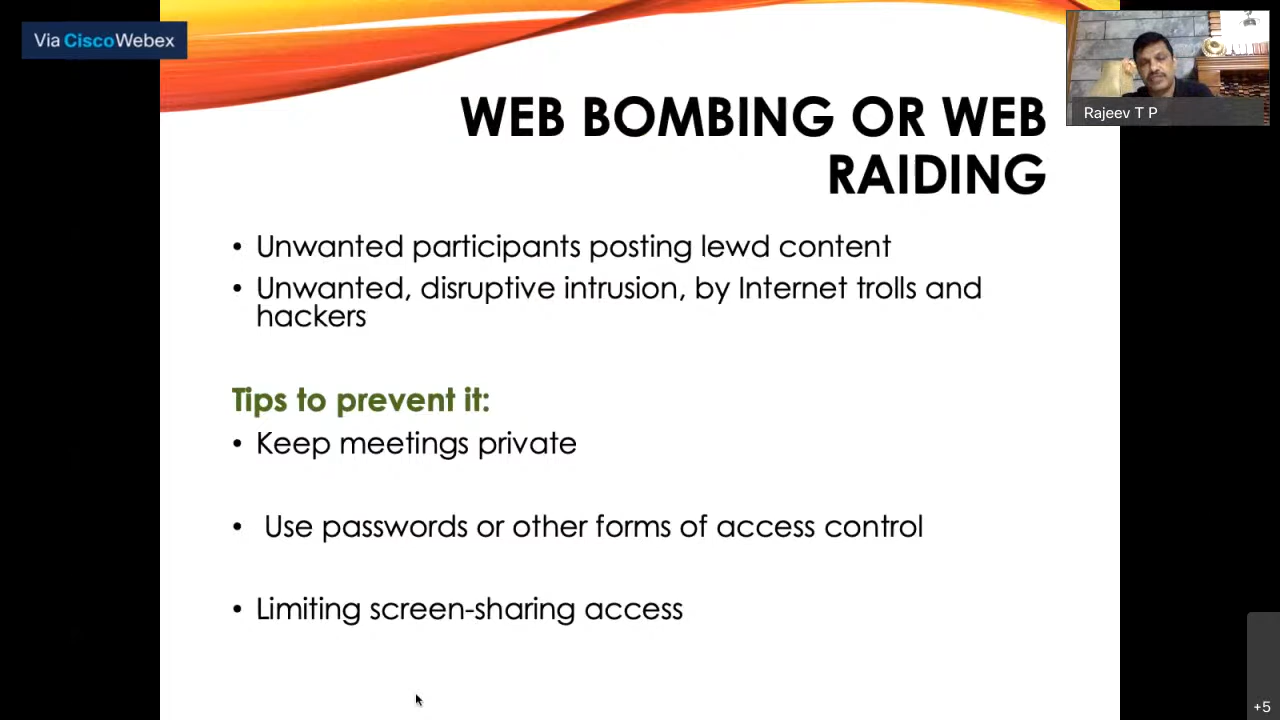 Via CiscoWebex
Rajeev T P
WEB BOMBING OR WEB
RAIDING
• Unwanted participants posting lewd content
• Unwanted, disruptive intrusion, by Internet trolls and
hackers
Tips to prevent it:
• Keep meetings private
• Use passwords or other forms of access control
• Limiting screen-sharing access
+5